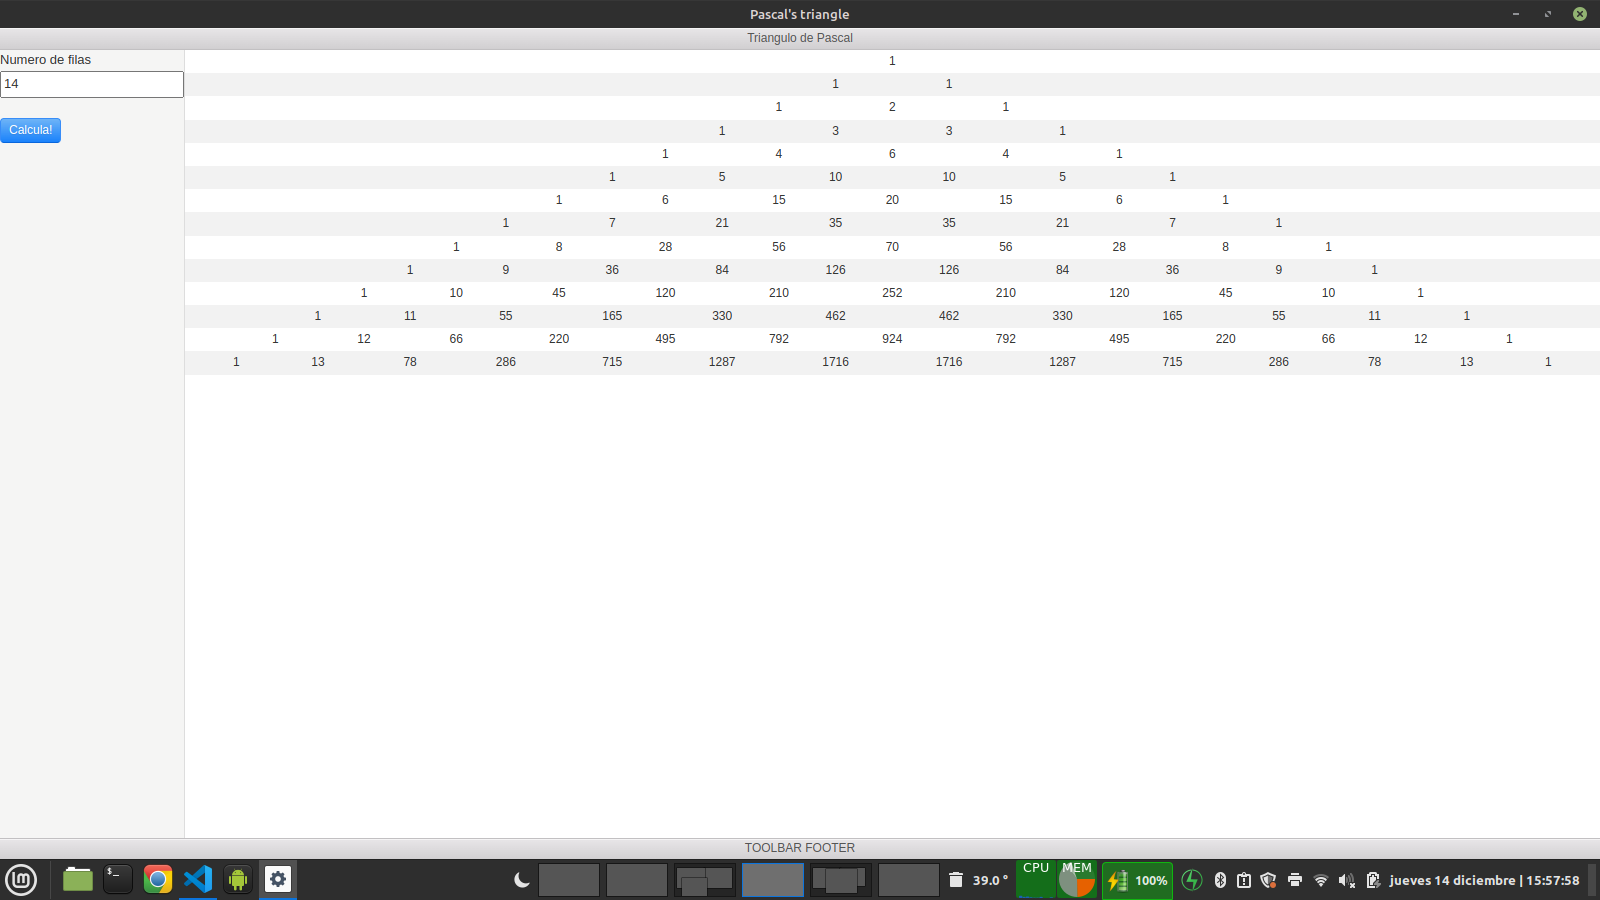 Pascal's triangle
Triangulo de Pascal
Numero de filas
14
Calcula!
1
1 1
1 2 1
1 3 3 1
1 4 6 4 1
1 5 10 10 5 1
1 6 15 20 15 6 1
1 7 21 35 35 21 7 1
1 8 28 56 70 56 28 8 1
1 9 36 84 126 126 84 36 9 1
1 10 45 120 210 252 210 120 45 10 1
1 11 55 165 330 462 462 330 165 55 11 1
1 12 66 220 495 792 924 792 495 220 66 12 1
1 13 78 286 715 1287 1716 1716 1287 715 286 78 13 1
TOOLBAR FOOTER
$_ lm 39.0 ° CPU MEM 100% jueves 14 diciembre | 15:57:58